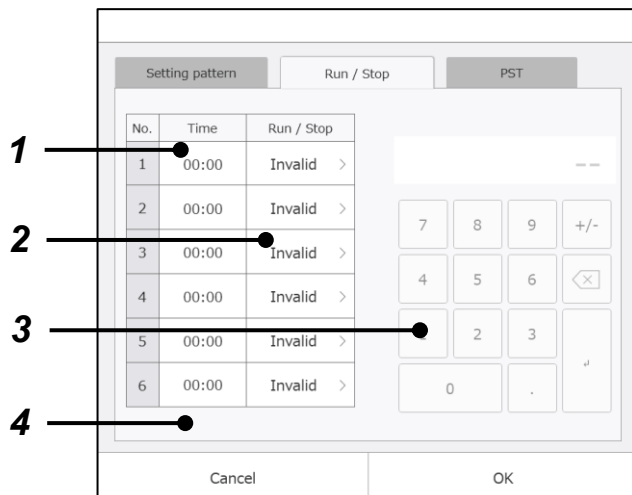 Setting pattern Run / Stop PST
No. Time Run / Stop
1 1 00:00 Invalid > --
2 00:00 Invalid > 7 8 9 +/-
2 3 00:00 Invalid >
4 00:00 Invalid > 4 5 6
3 5 00:00 Invalid > 2 3
6 00:00 Invalid > 0 .
4
Cancel OK